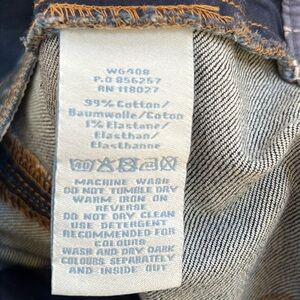 W6408
P.O 856257
RN 118027
99% Cotton/
Baumwolle/Coton
1% Elastane/
Elasthan/
Elasthanne
MACHINE WASH
DO NOT TUMBLE DRY
WARM IRON ON
REVERSE
DO NOT DRY CLEAN
USE DETERGENT
RECOMMENDED FOR
COLOURS
WASH AND DRY DARK
COLOURS SEPARATELY
AND INSIDE OUT